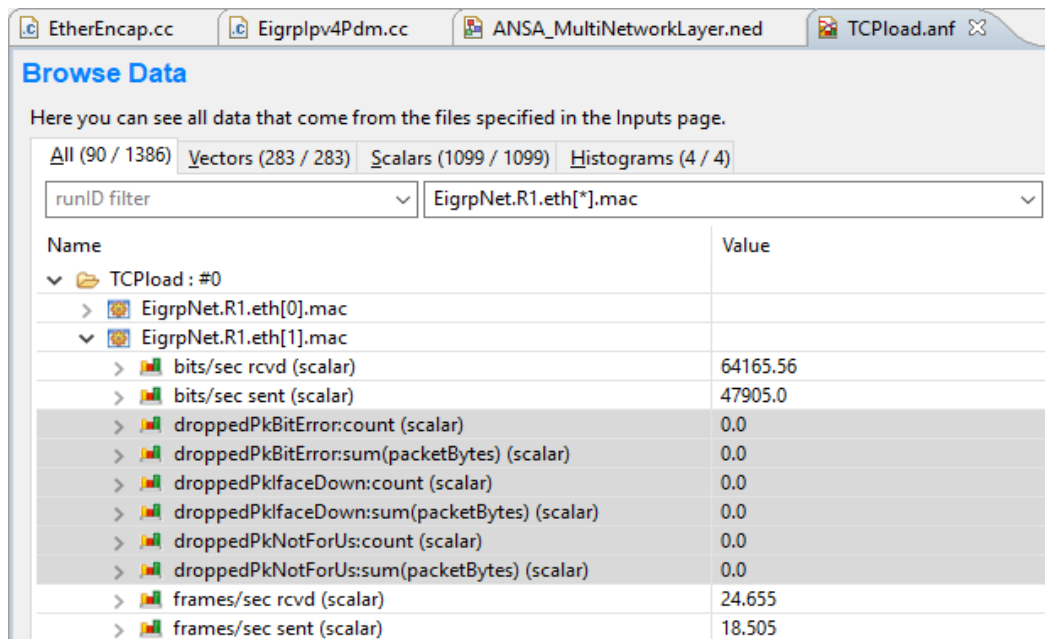 EtherEncap.cc EigrpIpv4Pdm.cc ANSA_MultiNetworkLayer.ned TCPload.anf
Browse Data
Here you can see all data that come from the files specified in the Inputs page.
All (90 / 1386) Vectors (283 / 283) Scalars (1099 / 1099) Histograms (4 / 4)
runID filter EigrpNet.R1.eth[*].mac
Name Value
TCPload : #0
EigrpNet.R1.eth[0].mac
EigrpNet.R1.eth[1].mac
bits/sec rcvd (scalar) 64165.56
bits/sec sent (scalar) 47905.0
droppedPkBitError:count (scalar) 0.0
droppedPkBitError:sum(packetBytes) (scalar) 0.0
droppedPkIfaceDown:count (scalar) 0.0
droppedPkIfaceDown:sum(packetBytes) (scalar) 0.0
droppedPkNotForUs:count (scalar) 0.0
droppedPkNotForUs:sum(packetBytes) (scalar) 0.0
frames/sec rcvd (scalar) 24.655
frames/sec sent (scalar) 18.505